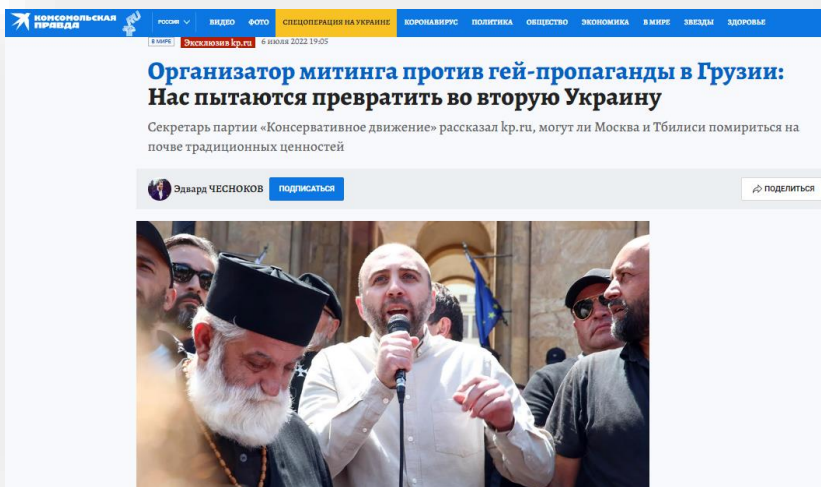 КОМСОМОЛЬСКАЯ
ПРАВДА
РОССИЯ ВИДЕО ФОТО СПЕЦОПЕРАЦИЯ НА УКРАИНЕ КОРОНАВИРУС ПОЛИТИКА ОБЩЕСТВО ЭКОНОМИКА В МИРЕ ЗВЕЗДЫ ЗДОРОВЬЕ
В МИРЕ Эксклюзив kp.ru 6 июля 2022 19:05
Организатор митинга против гей-пропаганды в Грузии:
Нас пытаются превратить во вторую Украину
Секретарь партии «Консервативное движение» рассказал kp.ru, могут ли Москва и Тбилиси помириться на
почве традиционных ценностей
Эдвард ЧЕСНОКОВ ПОДПИСАТЬСЯ ПОДЕЛИТЬСЯ